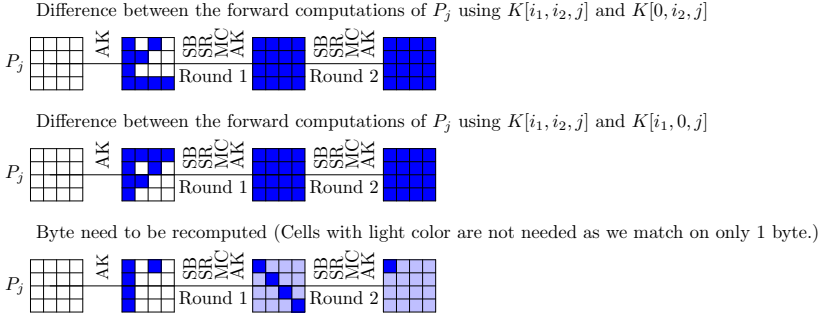 Difference between the forward computations of P_j using K[i_1, i_2, j] and K[0, i_2, j]
P_j AK SB SR MC AK Round 1 SB SR MC AK Round 2
Difference between the forward computations of P_j using K[i_1, i_2, j] and K[i_1, 0, j]
P_j AK SB SR MC AK Round 1 SB SR MC AK Round 2
Byte need to be recomputed (Cells with light color are not needed as we match on only 1 byte.)
P_j AK SB SR MC AK Round 1 SB SR MC AK Round 2